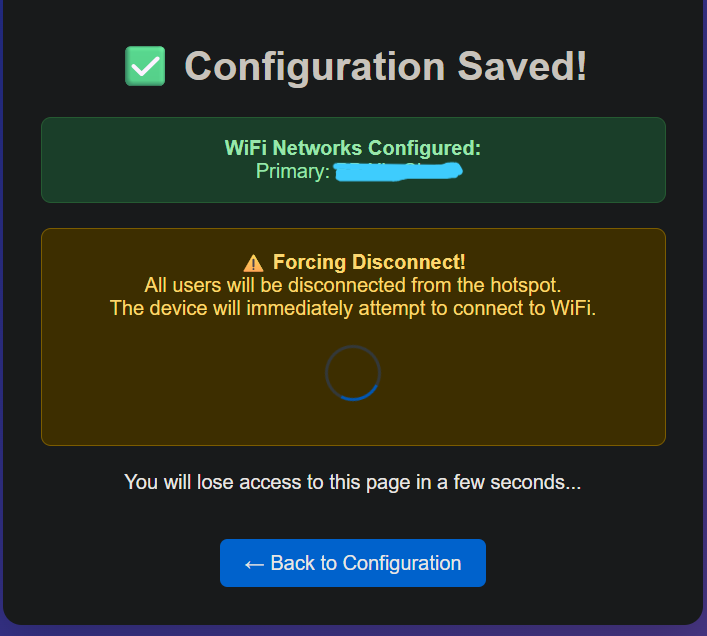 ✅ Configuration Saved!
WiFi Networks Configured:
Primary:
⚠️ Forcing Disconnect!
All users will be disconnected from the hotspot.
The device will immediately attempt to connect to WiFi.
You will lose access to this page in a few seconds...
← Back to Configuration